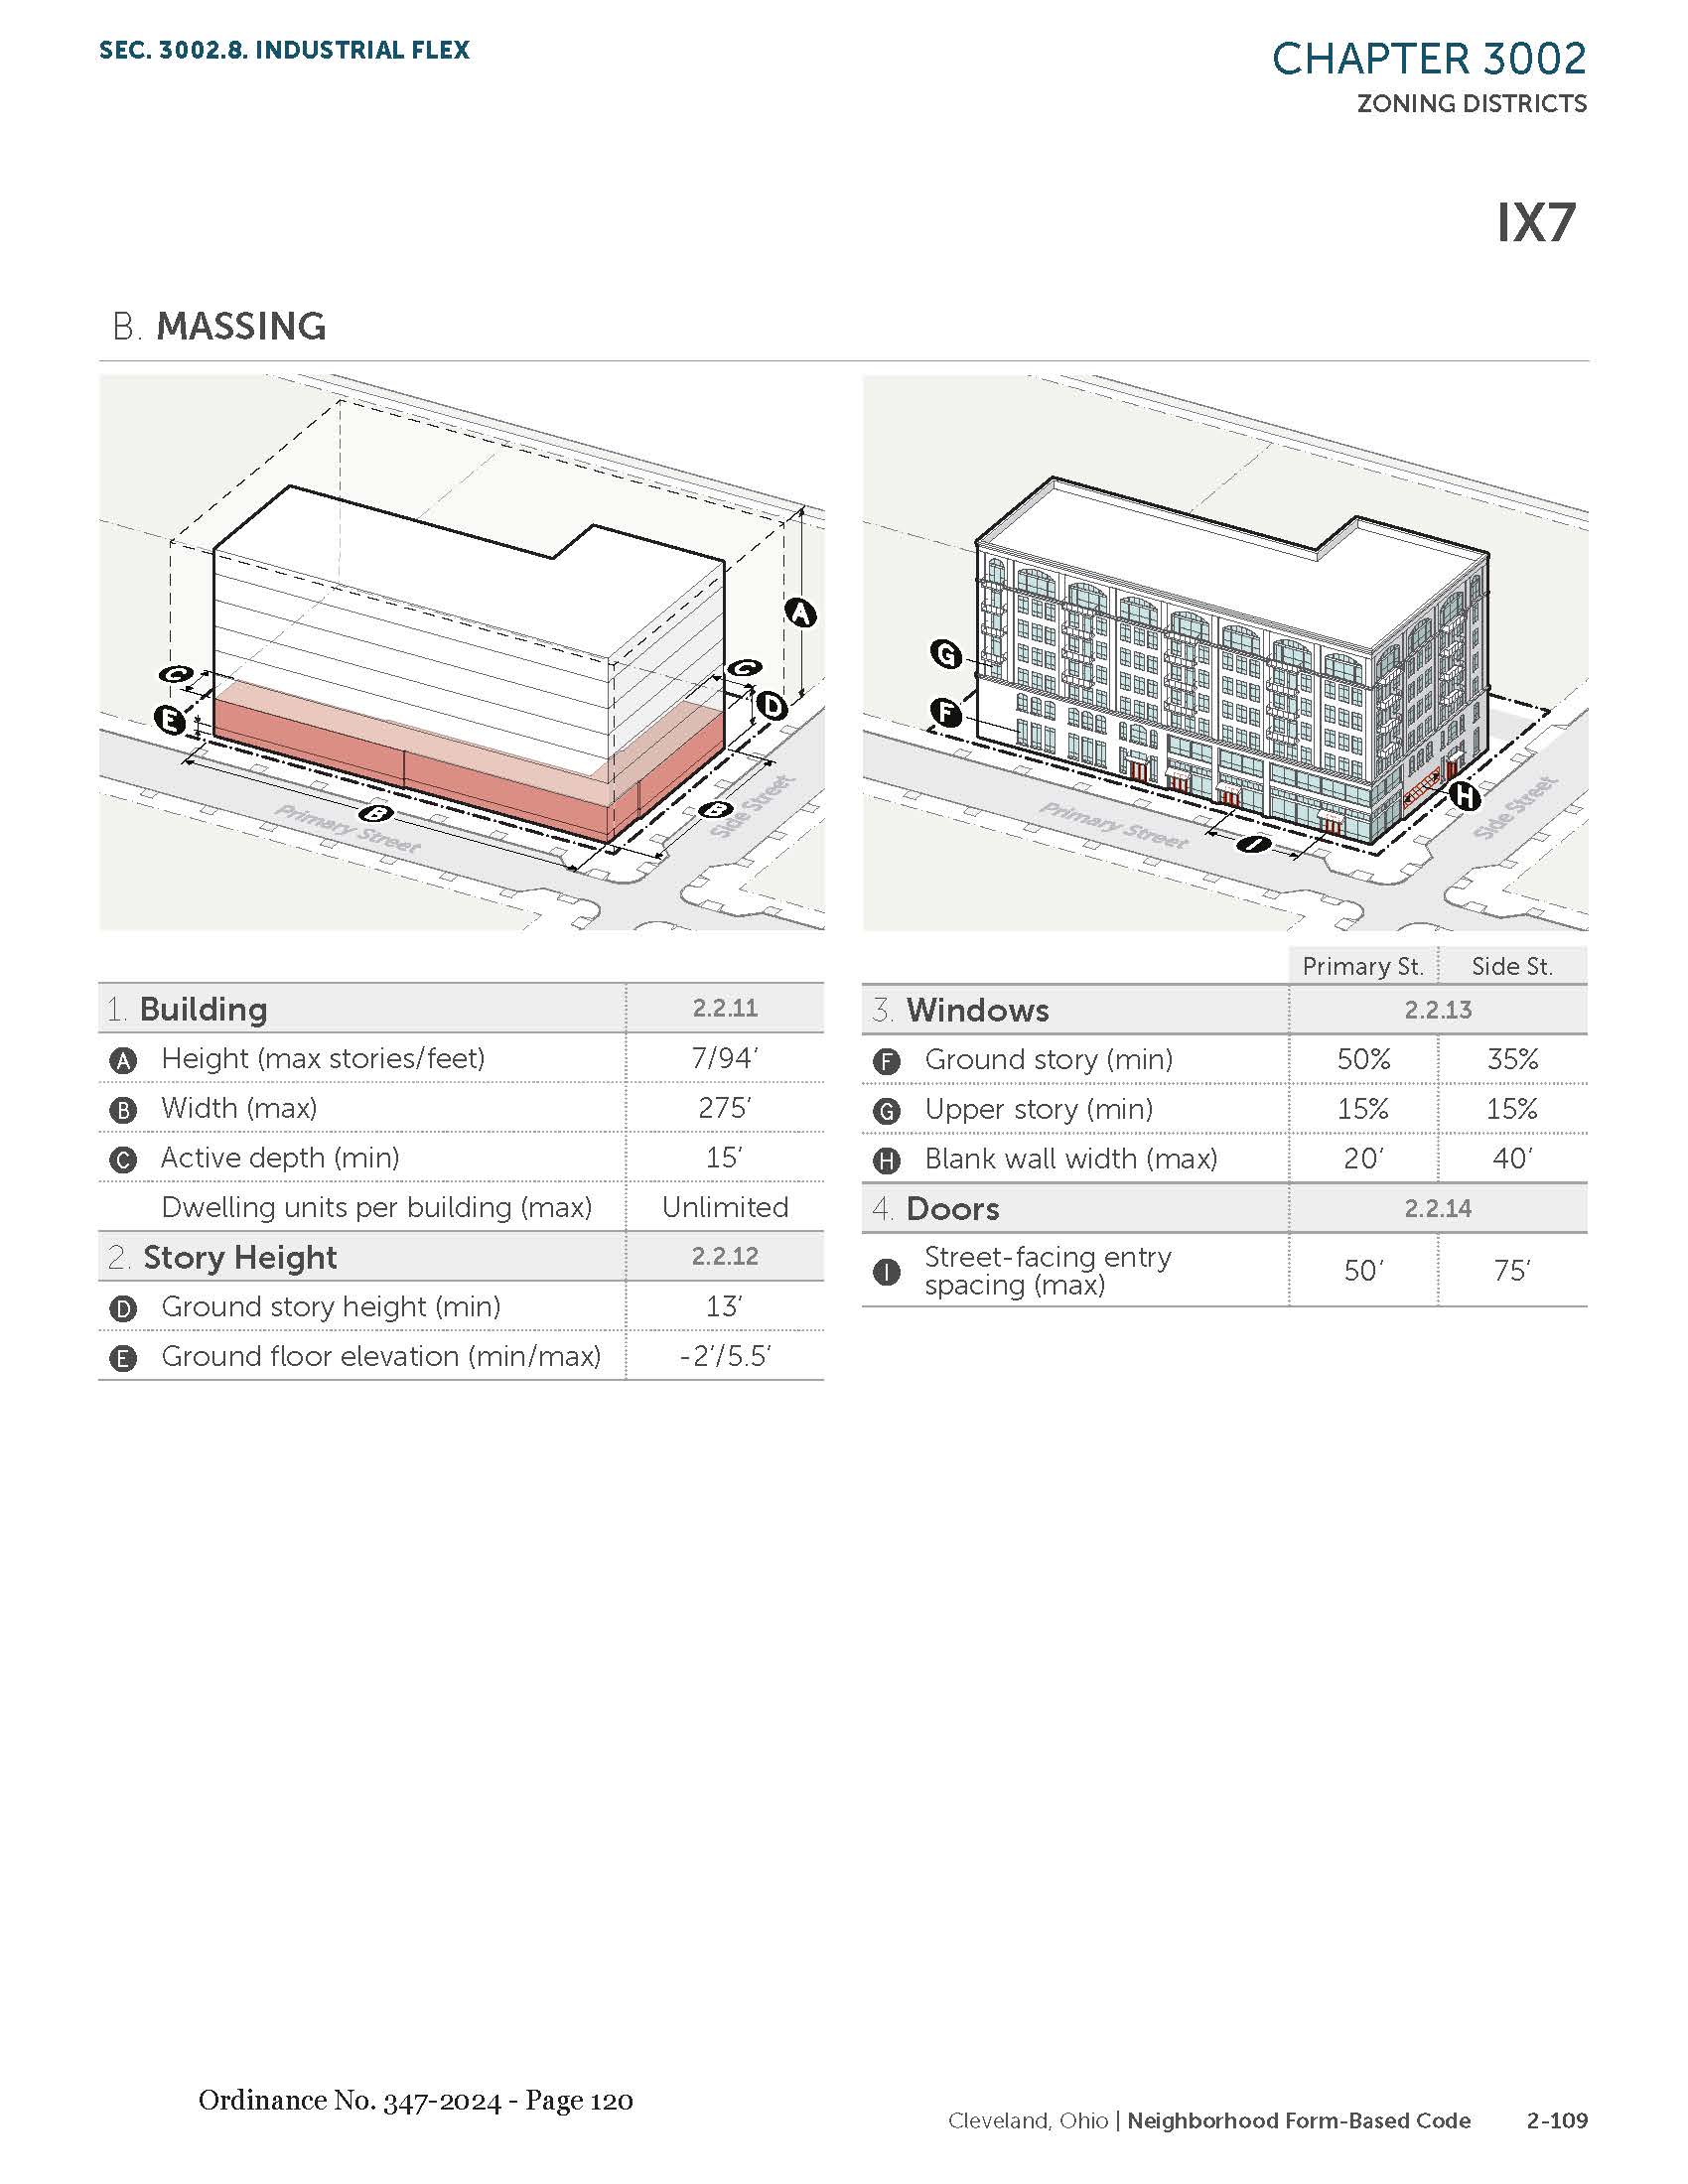 SEC. 3002.8. INDUSTRIAL FLEX
CHAPTER 3002
ZONING DISTRICTS
IX7
B. MASSING
A
C
C
D
E
B
B
Primary Street
Side Street
G
F
H
I
Primary Street
Side Street
1. Building 2.2.11
A Height (max stories/feet) 7/94′
B Width (max) 275′
C Active depth (min) 15′
Dwelling units per building (max) Unlimited
2. Story Height 2.2.12
D Ground story height (min) 13′
E Ground floor elevation (min/max) -2′/5.5′
Primary St. Side St.
3. Windows 2.2.13
F Ground story (min) 50% 35%
G Upper story (min) 15% 15%
H Blank wall width (max) 20′ 40′
4. Doors 2.2.14
I Street-facing entry
spacing (max) 50′ 75′
Ordinance No. 347-2024 - Page 120
Cleveland, Ohio | Neighborhood Form-Based Code 2-109